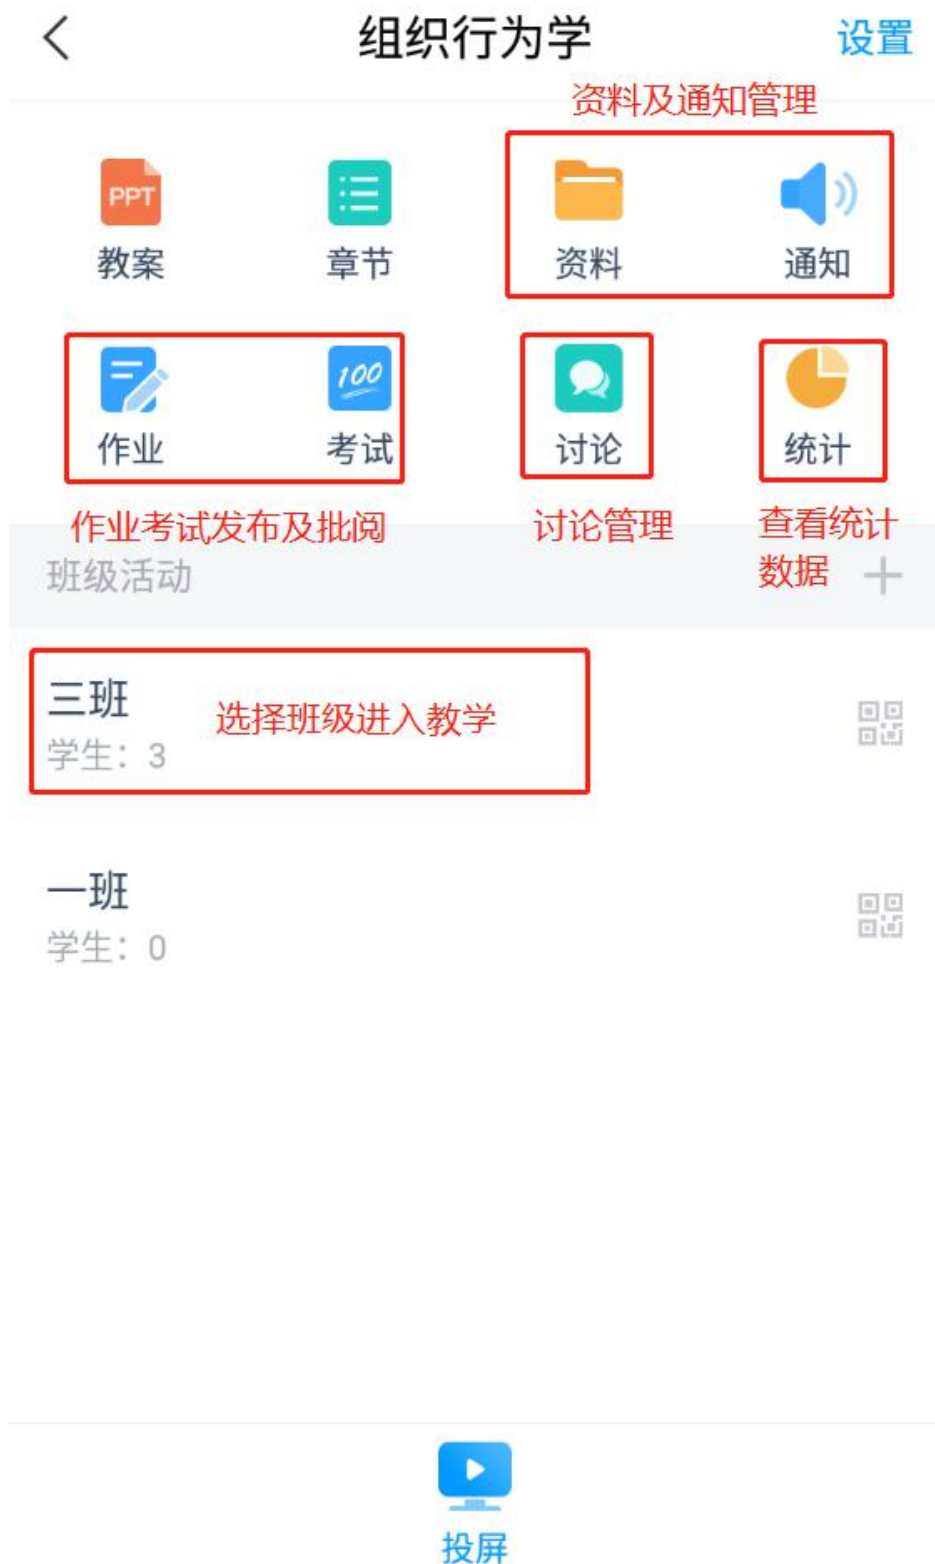 组织行为学
设置
资料及通知管理
PPT
教案
章节
资料
通知
100
作业
考试
讨论
统计
作业考试发布及批阅
讨论管理
查看统计
数据
班级活动
三班
选择班级进入教学
学生：3
一班
学生：0
投屏